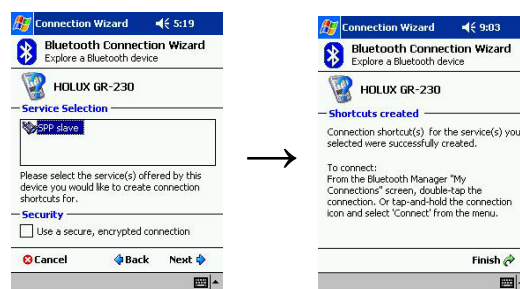 Connection Wizard 5:19
Bluetooth Connection Wizard
Explore a Bluetooth device
HOLUX GR-230
Service Selection
SPP slave
Please select the service(s) offered by this
device you would like to create connection
shortcuts for.
Security
Use a secure, encrypted connection
Cancel Back Next
Connection Wizard 9:03
Bluetooth Connection Wizard
Explore a Bluetooth device
HOLUX GR-230
Shortcuts created
Connection shortcut(s) for the service(s) you
selected were successfully created.
To connect:
From the Bluetooth Manager "My
Connections" screen, double-tap the
connection. Or tap-and-hold the connection
icon and select 'Connect' from the menu.
Finish